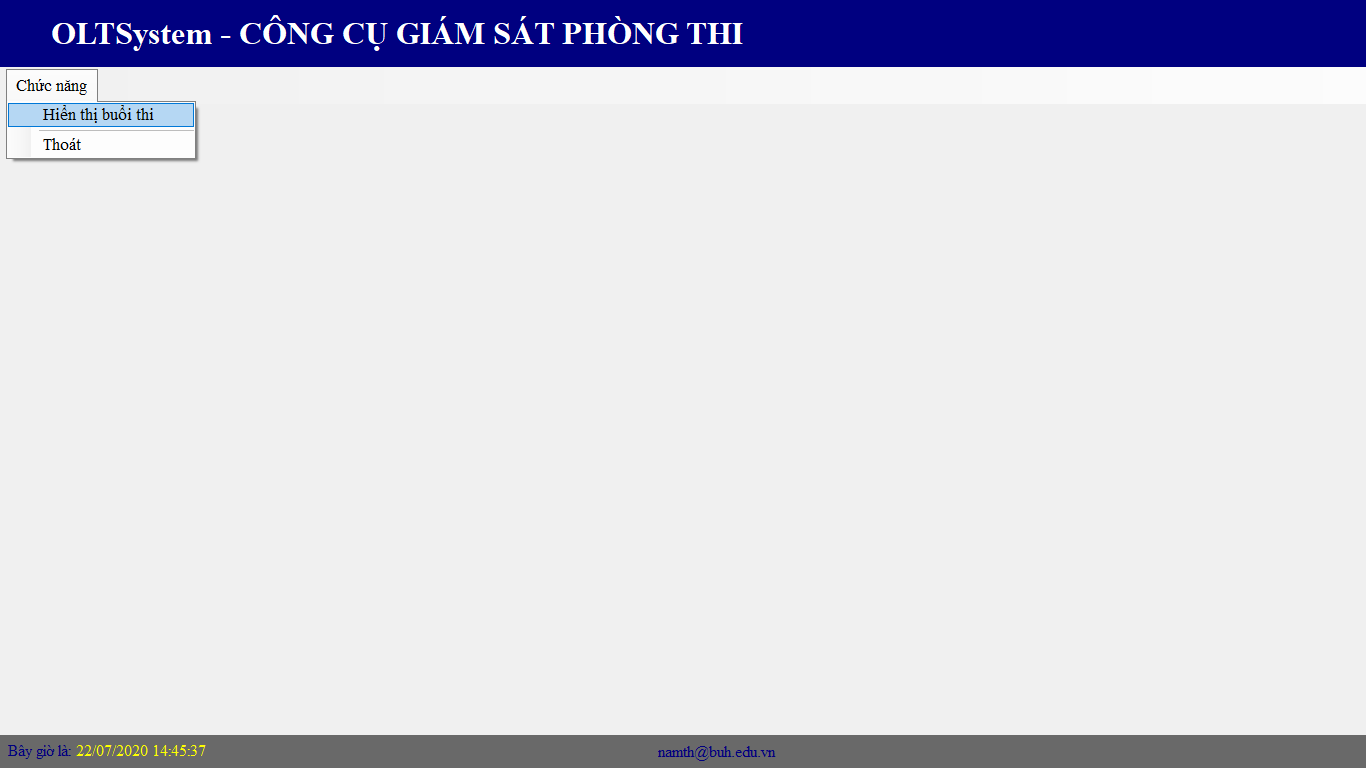 OLTSystem - CÔNG CỤ GIÁM SÁT PHÒNG THI
Chức năng
Hiển thị buổi thi
Thoát
Bây giờ là: 22/07/2020 14:45:37
namth@buh.edu.vn